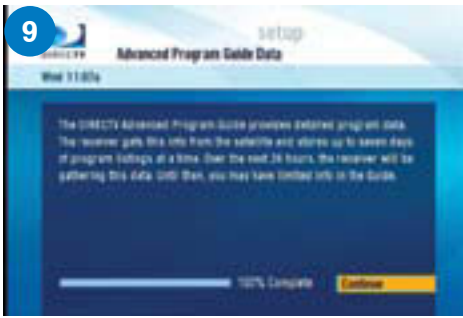 9
setup
DIRECTV
Advanced Program Guide Data
Wed 11:07a
The DIRECTV Advanced Program Guide provides detailed program data.
The receiver gets this info from the satellite and stores up to seven days
of program listings at a time. Over the next 24 hours, the receiver will be
gathering this data. Until then, you may have limited info in the Guide.
100% Complete
Continue